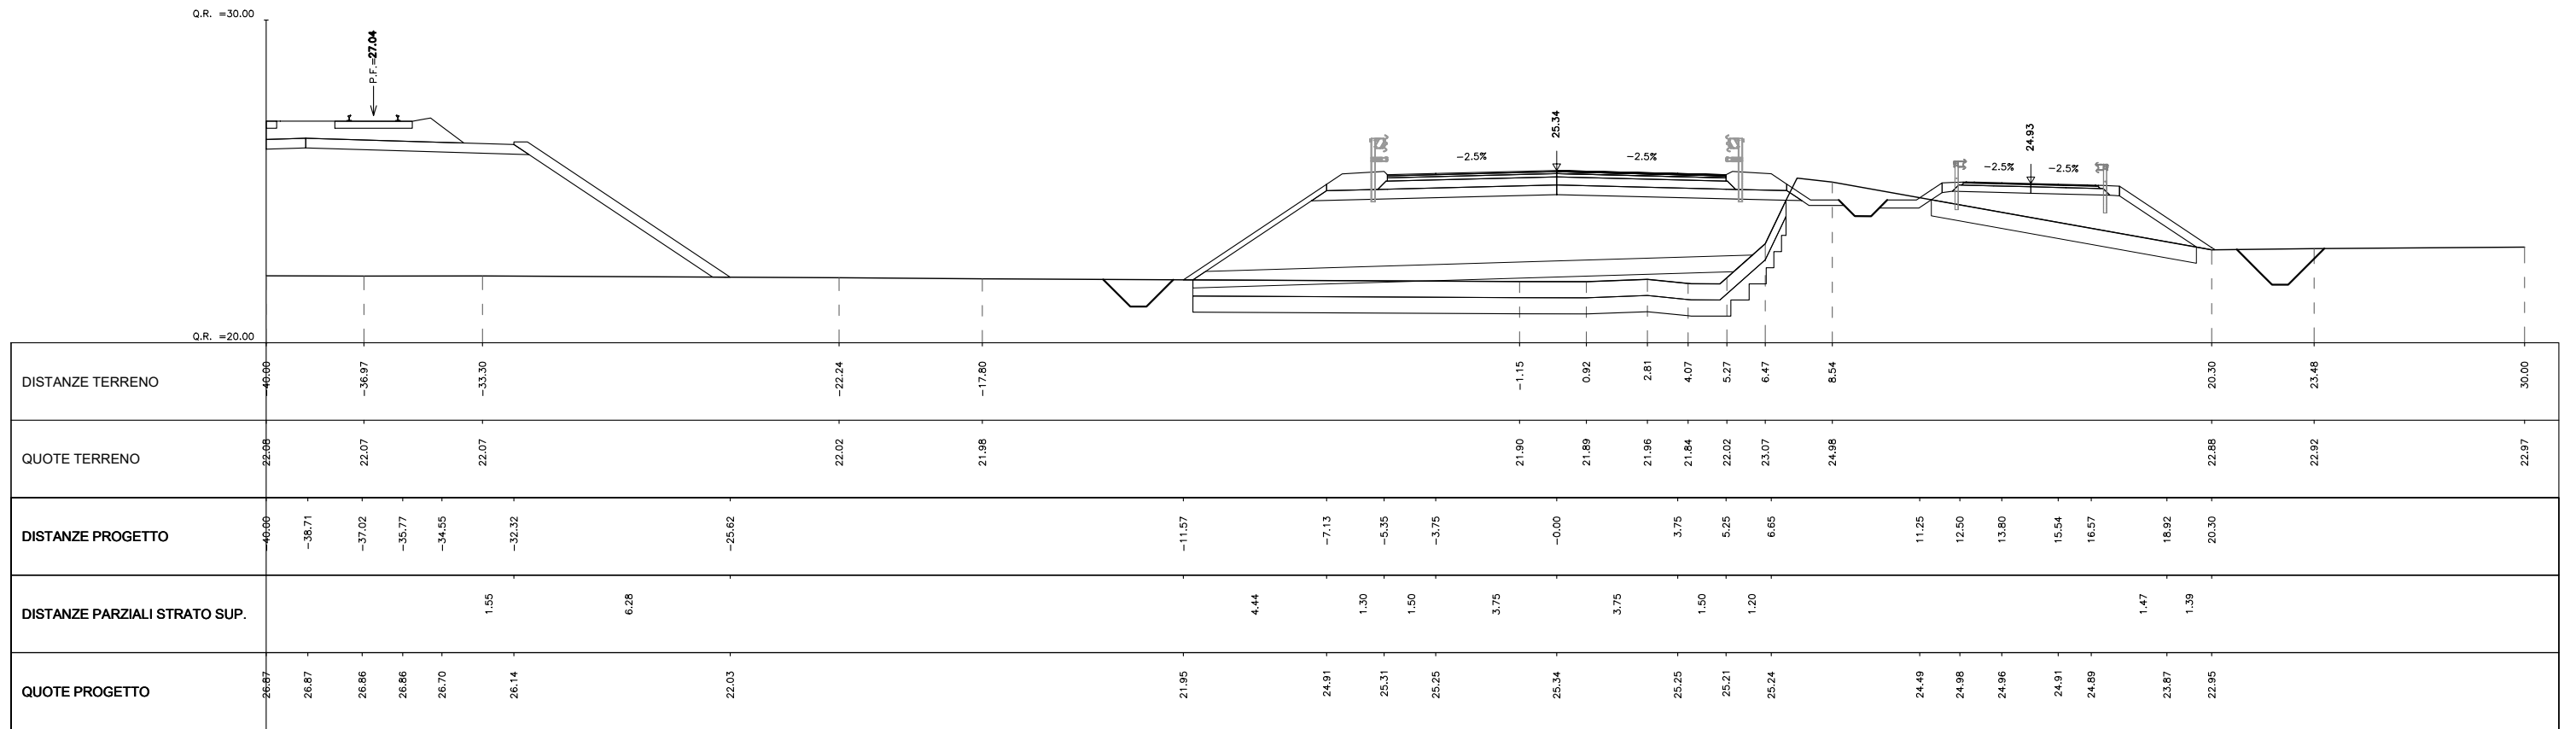 Q.R. =30.00
P.F.=27.04
25.34
24.93
-2.5% -2.5% -2.5% -2.5%
Q.R. =20.00
DISTANZE TERRENO -40.00 -36.97 -33.30 -22.24 -17.80 -1.15 0.92 2.81 4.07 5.27 6.47 8.54 20.30 23.48 30.00
QUOTE TERRENO 22.08 22.07 22.07 22.02 21.98 21.90 21.89 21.96 21.84 22.02 23.07 24.98 22.88 22.92 22.97
DISTANZE PROGETTO -40.00 -38.71 -37.02 -35.77 -34.55 -32.32 -25.62 -11.57 -7.13 -5.35 -3.75 -0.00 3.75 5.25 6.65 11.25 12.50 13.80 15.54 16.57 18.92 20.30
DISTANZE PARZIALI STRATO SUP. 1.55 6.28 4.44 1.30 1.50 3.75 3.75 1.50 1.20 1.47 1.39
QUOTE PROGETTO 26.87 26.87 26.86 26.86 26.70 26.14 22.03 21.95 24.91 25.31 25.25 25.34 25.25 25.21 25.24 24.49 24.98 24.96 24.91 24.89 23.87 22.95